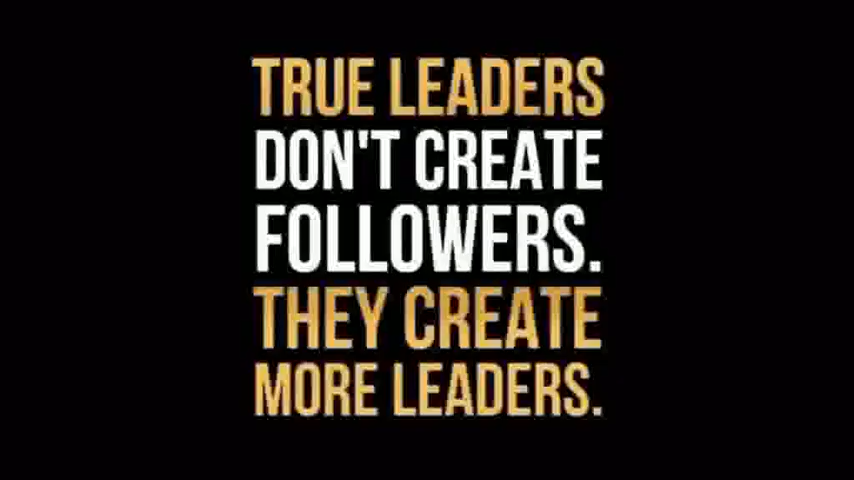 TRUE LEADERS
DON'T CREATE
FOLLOWERS.
THEY CREATE
MORE LEADERS.